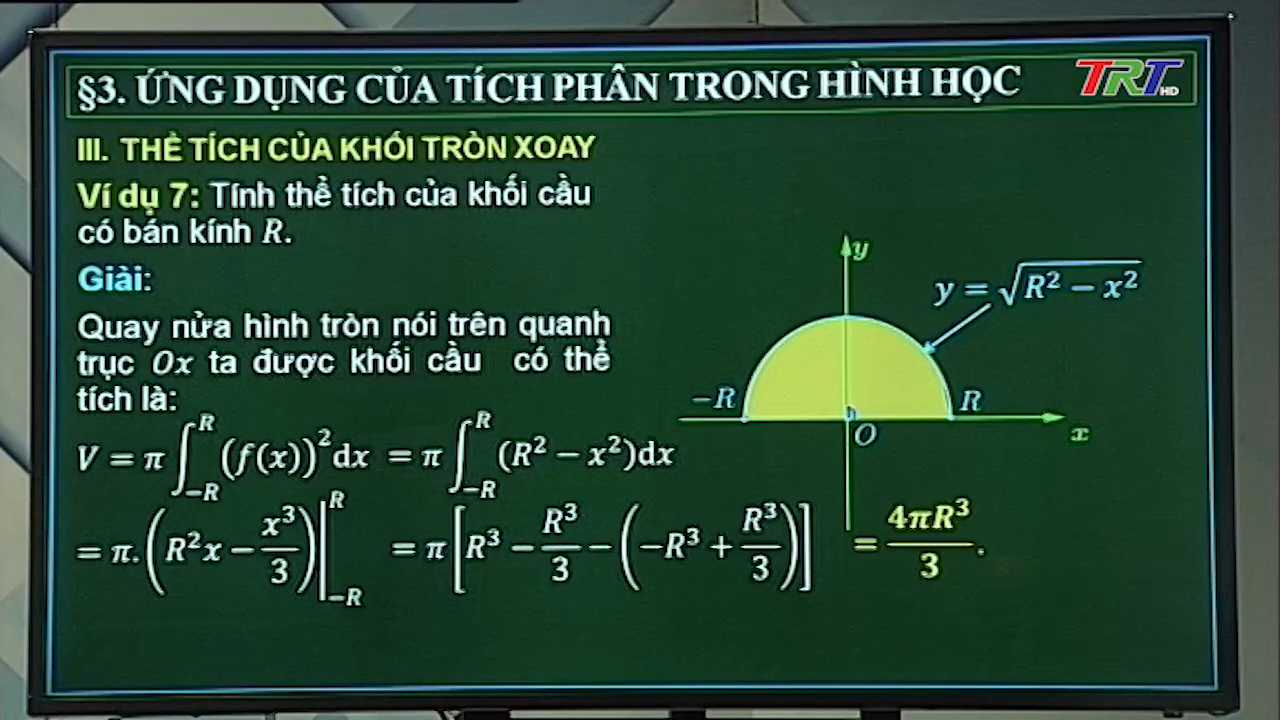 §3. ỨNG DỤNG CỦA TÍCH PHÂN TRONG HÌNH HỌC
TRT HD
III. THỂ TÍCH CỦA KHỐI TRÒN XOAY
Ví dụ 7: Tính thể tích của khối cầu
có bán kính R.
Giải:
Quay nửa hình tròn nói trên quanh
trục Ox ta được khối cầu có thể
tích là:
V = π∫_{-R}^{R} (f(x))² dx = π∫_{-R}^{R} (R² − x²)dx
= π.(R²x − x³/3)|_{-R}^{R} = π[R³ − R³/3 − (−R³ + R³/3)] = 4πR³/3.
y
y = √(R² − x²)
−R
R
O
x